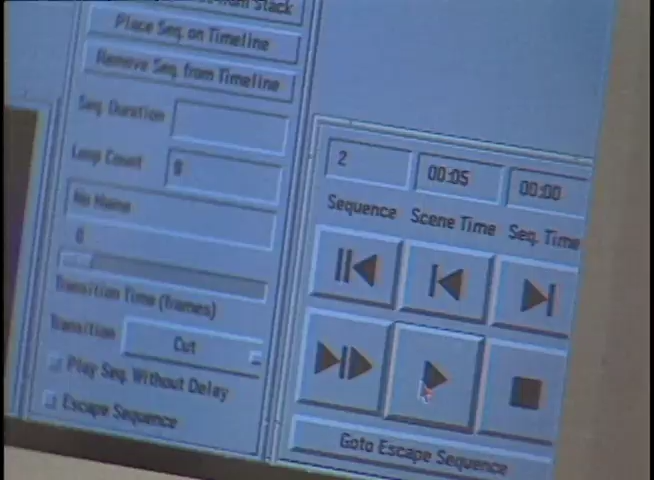 Stack
Place Seq. on Timeline
Remove Seq. from Timeline
Seq. Duration
Loop Count
0
No Name
0
Transition Time (frames)
Transition
Cut
Play Seq. Without Delay
Escape Sequence
2
00:05
00:00
Sequence
Scene Time
Seq. Time
Goto Escape Sequence